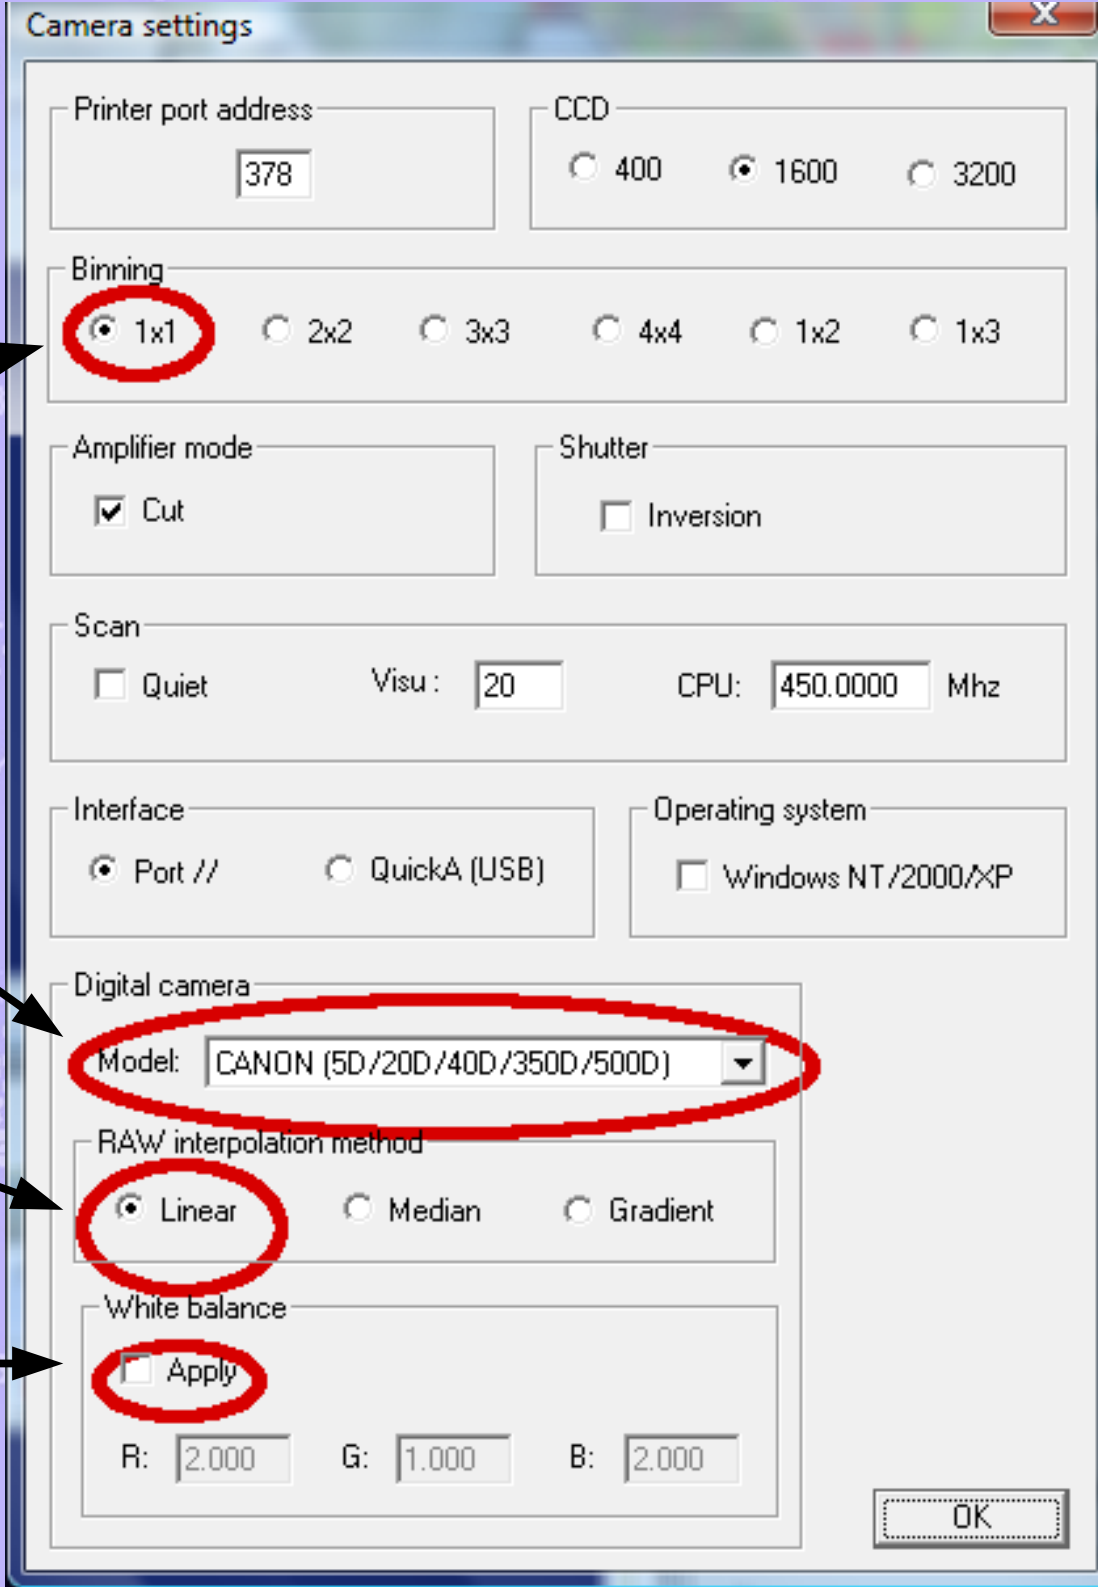 Camera settings
X
Printer port address
378
CCD
400 1600 3200
Binning
1x1 2x2 3x3 4x4 1x2 1x3
Amplifier mode
Cut
Shutter
Inversion
Scan
Quiet Visu : 20 CPU: 450.0000 Mhz
Interface
Port // QuickA (USB)
Operating system
Windows NT/2000/XP
Digital camera
Model: CANON (5D/20D/40D/350D/500D)
RAW interpolation method
Linear Median Gradient
White balance
Apply
R: 2.000 G: 1.000 B: 2.000
OK